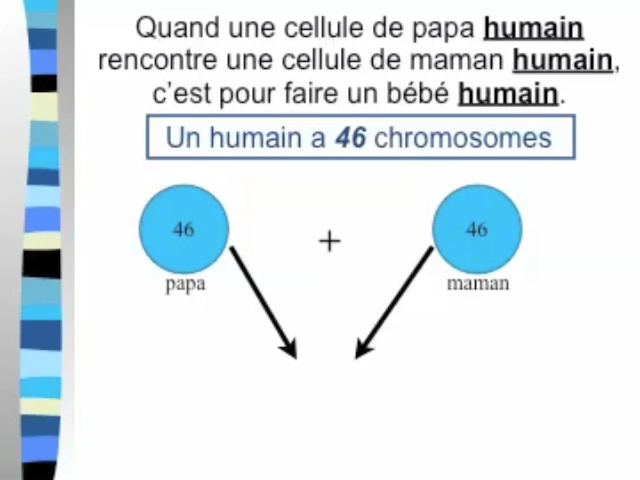 Quand une cellule de papa humain
rencontre une cellule de maman humain,
c’est pour faire un bébé humain.
Un humain a 46 chromosomes
46 + 46
papa maman